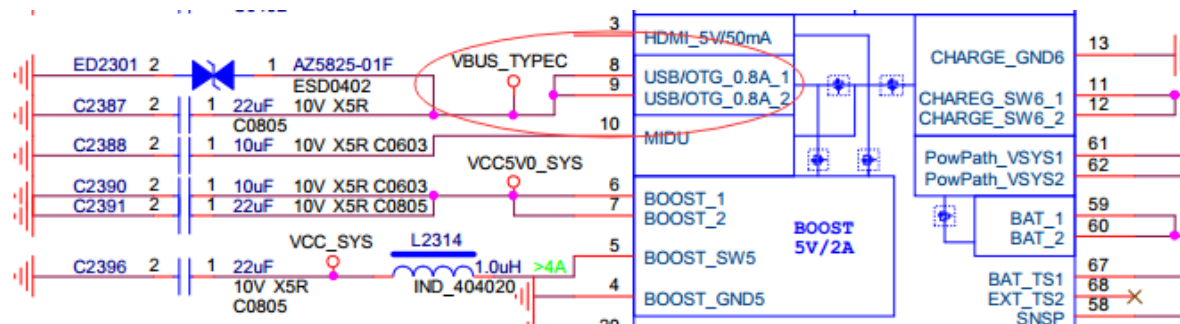 3
HDMI_5V/50mA
CHARGE_GND6 13
ED2301 2 1 AZ5825-01F
ESD0402
VBUS_TYPEC
8 USB/OTG_0.8A_1
9 USB/OTG_0.8A_2
CHAREG_SW6_1 11
CHARGE_SW6_2 12
C2387 2 1 22uF 10V X5R
C0805
10 MIDU
C2388 2 1 10uF 10V X5R C0603
PowPath_VSYS1 61
PowPath_VSYS2 62
VCC5V0_SYS
C2390 2 1 10uF 10V X5R C0603
C2391 2 1 22uF 10V X5R C0805
6 BOOST_1
7 BOOST_2
BOOST
5V/2A
BAT_1 59
BAT_2 60
VCC_SYS
L2314
5 BOOST_SW5
C2396 2 1 22uF
10V X5R
C0805
1.0uH >4A
IND_404020
4 BOOST_GND5
BAT_TS1 67
EXT_TS2 68
SNSP 58